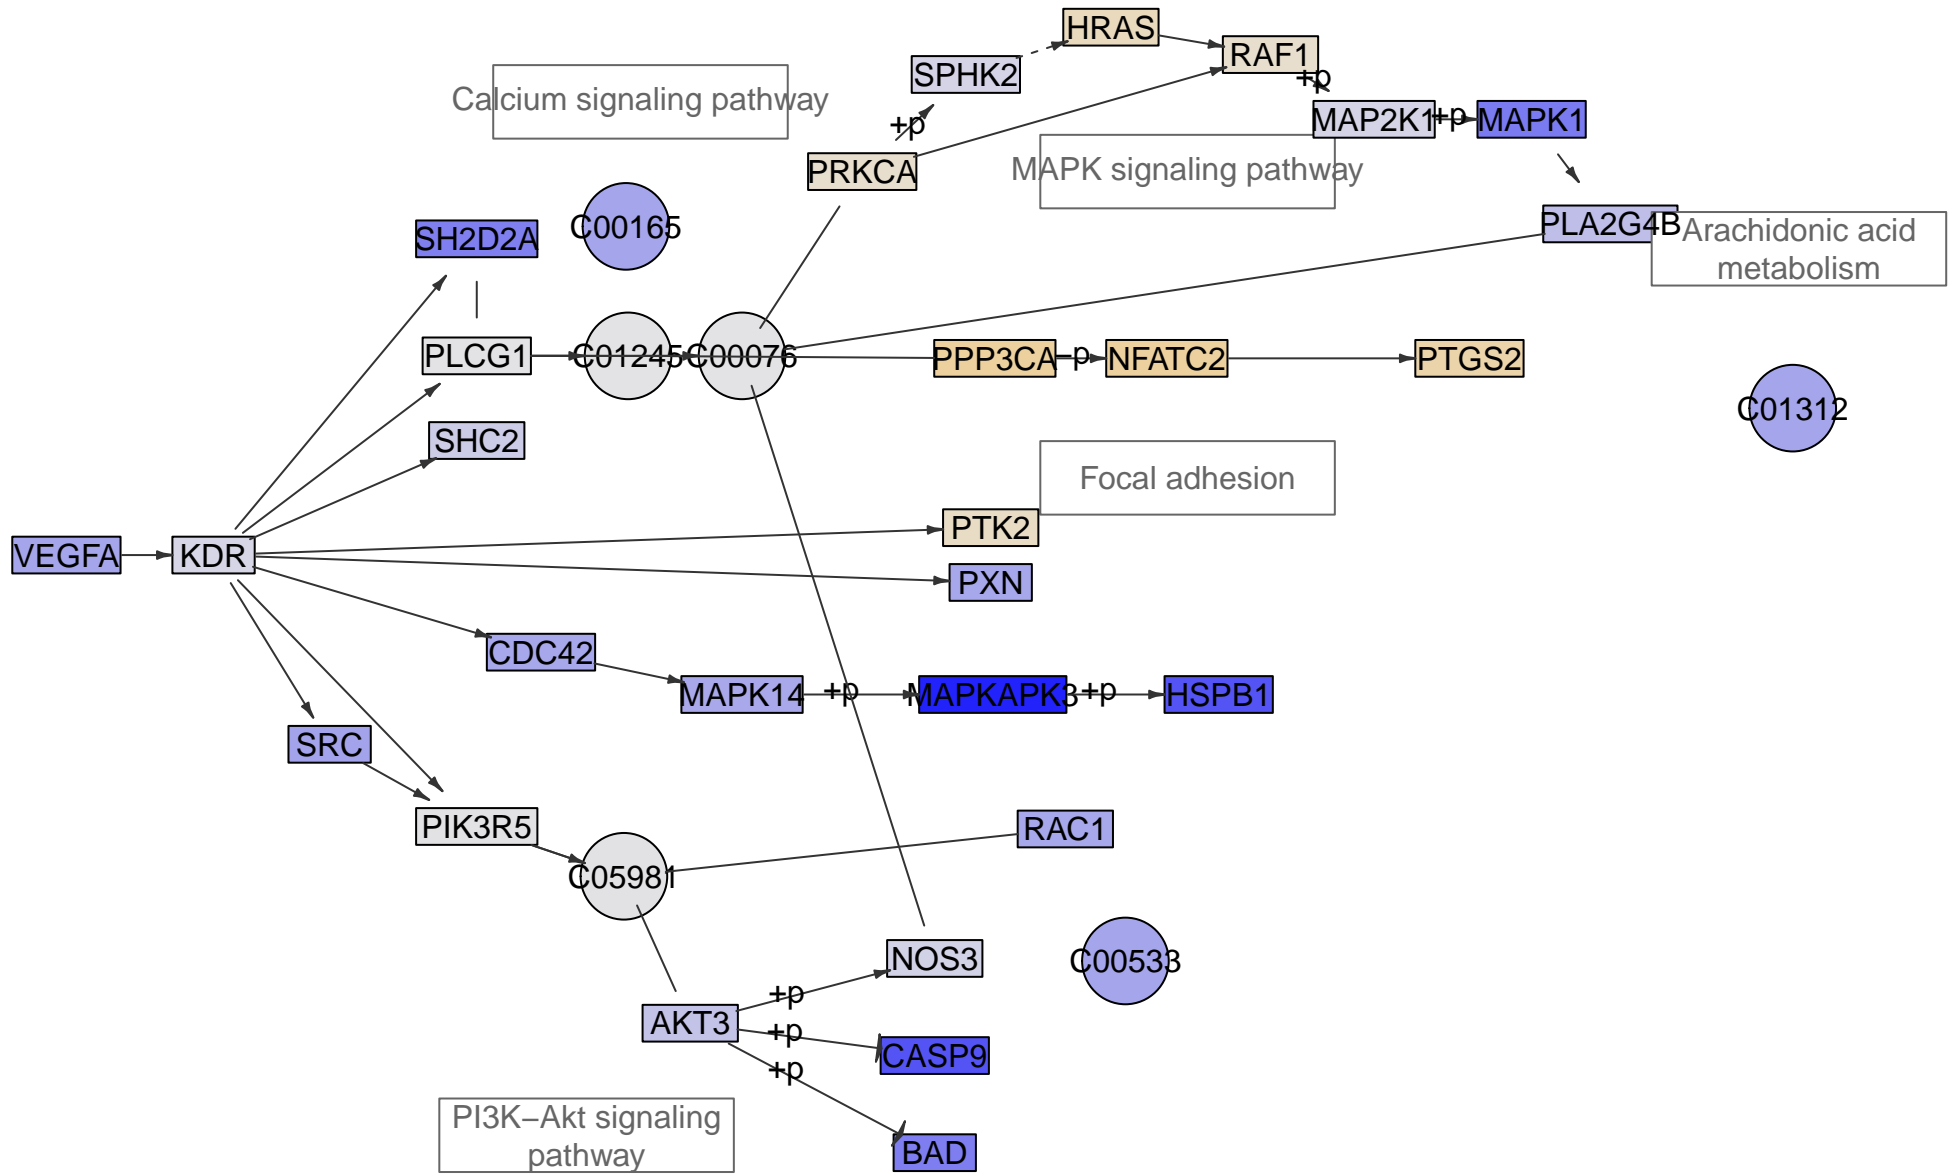 HRAS
RAF1
+p
SPHK2
Calcium signaling pathway
+p
MAP2K1
+p
MAPK1
PRKCA
MAPK signaling pathway
C00165
SH2D2A
PLA2G4B
Arachidonic acid
metabolism
PLCG1
C01245
C00076
PPP3CA
−p
NFATC2
PTGS2
C01312
SHC2
Focal adhesion
PTK2
VEGFA
KDR
PXN
CDC42
MAPK14
+p
MAPKAPK3
+p
HSPB1
SRC
PIK3R5
RAC1
C05981
NOS3
C00533
+p
AKT3
+p
CASP9
+p
PI3K−Akt signaling
pathway
BAD